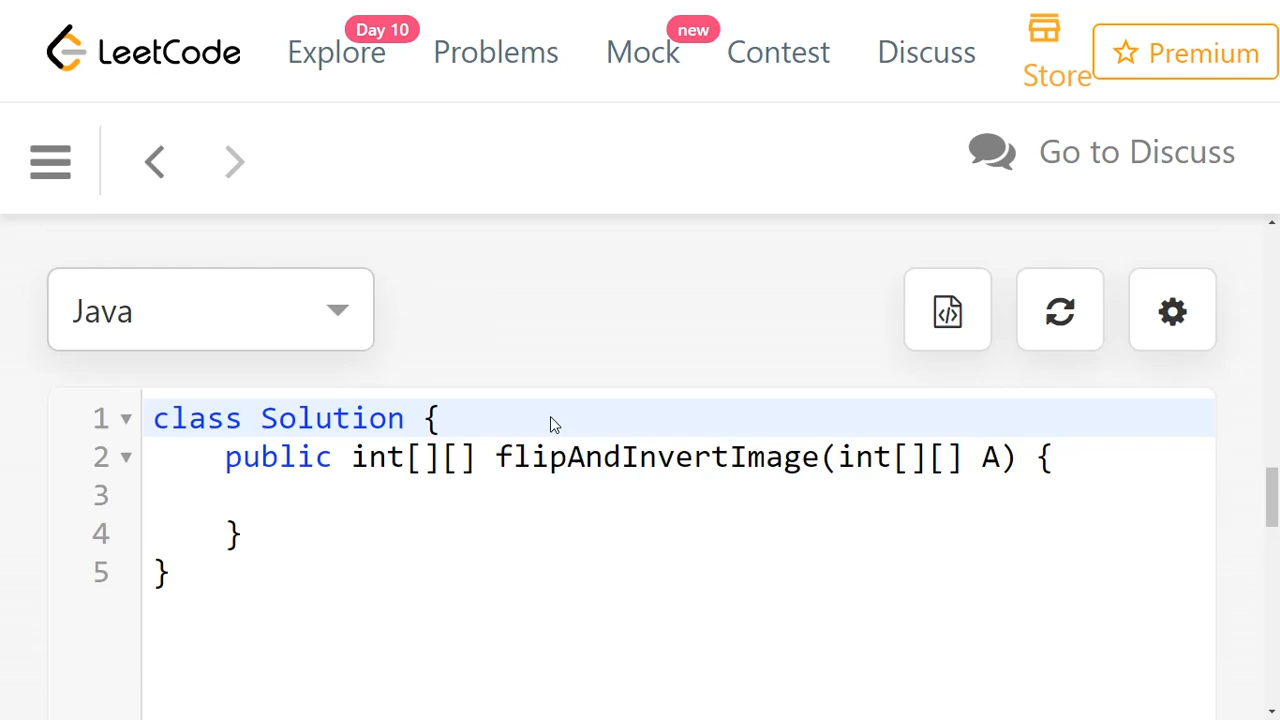 LeetCode
Explore Day 10
Problems
Mock new
Contest
Discuss
Store
Premium
Go to Discuss
Java
1 class Solution {
2     public int[][] flipAndInvertImage(int[][] A) {
3
4     }
5 }